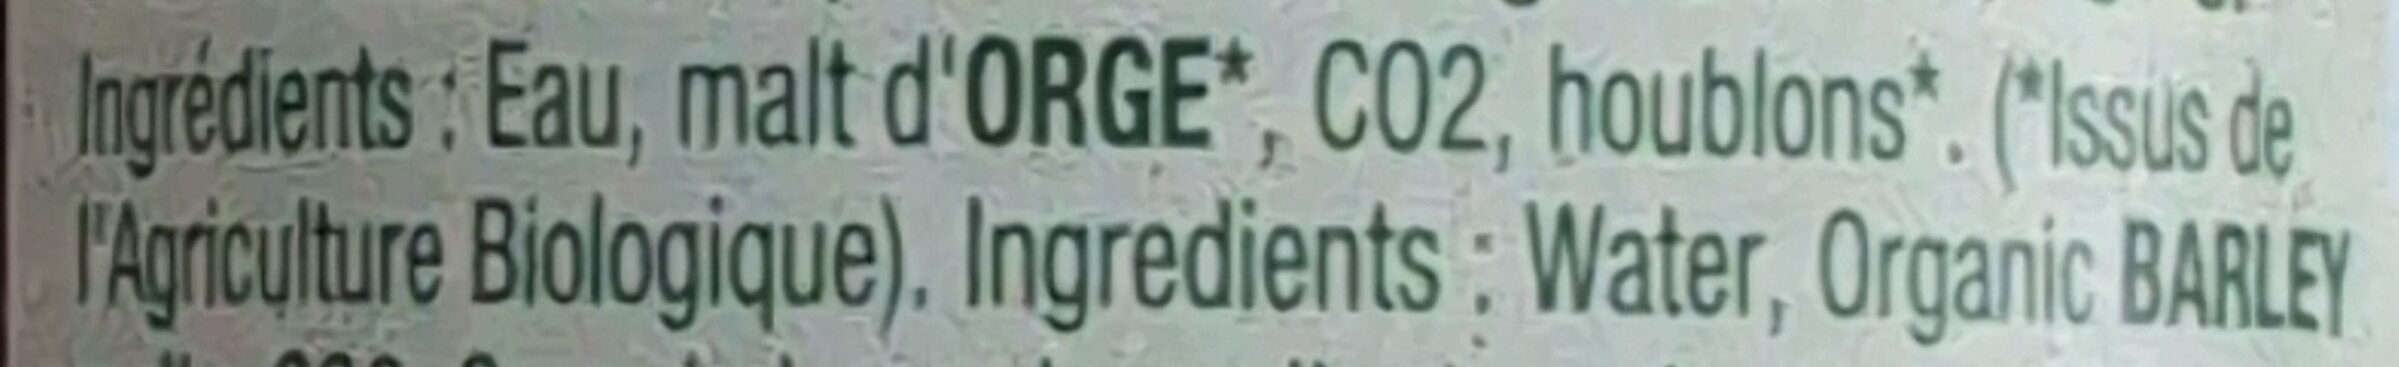 Ingrédients : Eau, malt d'ORGE* , CO2, houblons* . (*Issus de
l'Agriculture Biologique). Ingredients : Water, Organic BARLEY